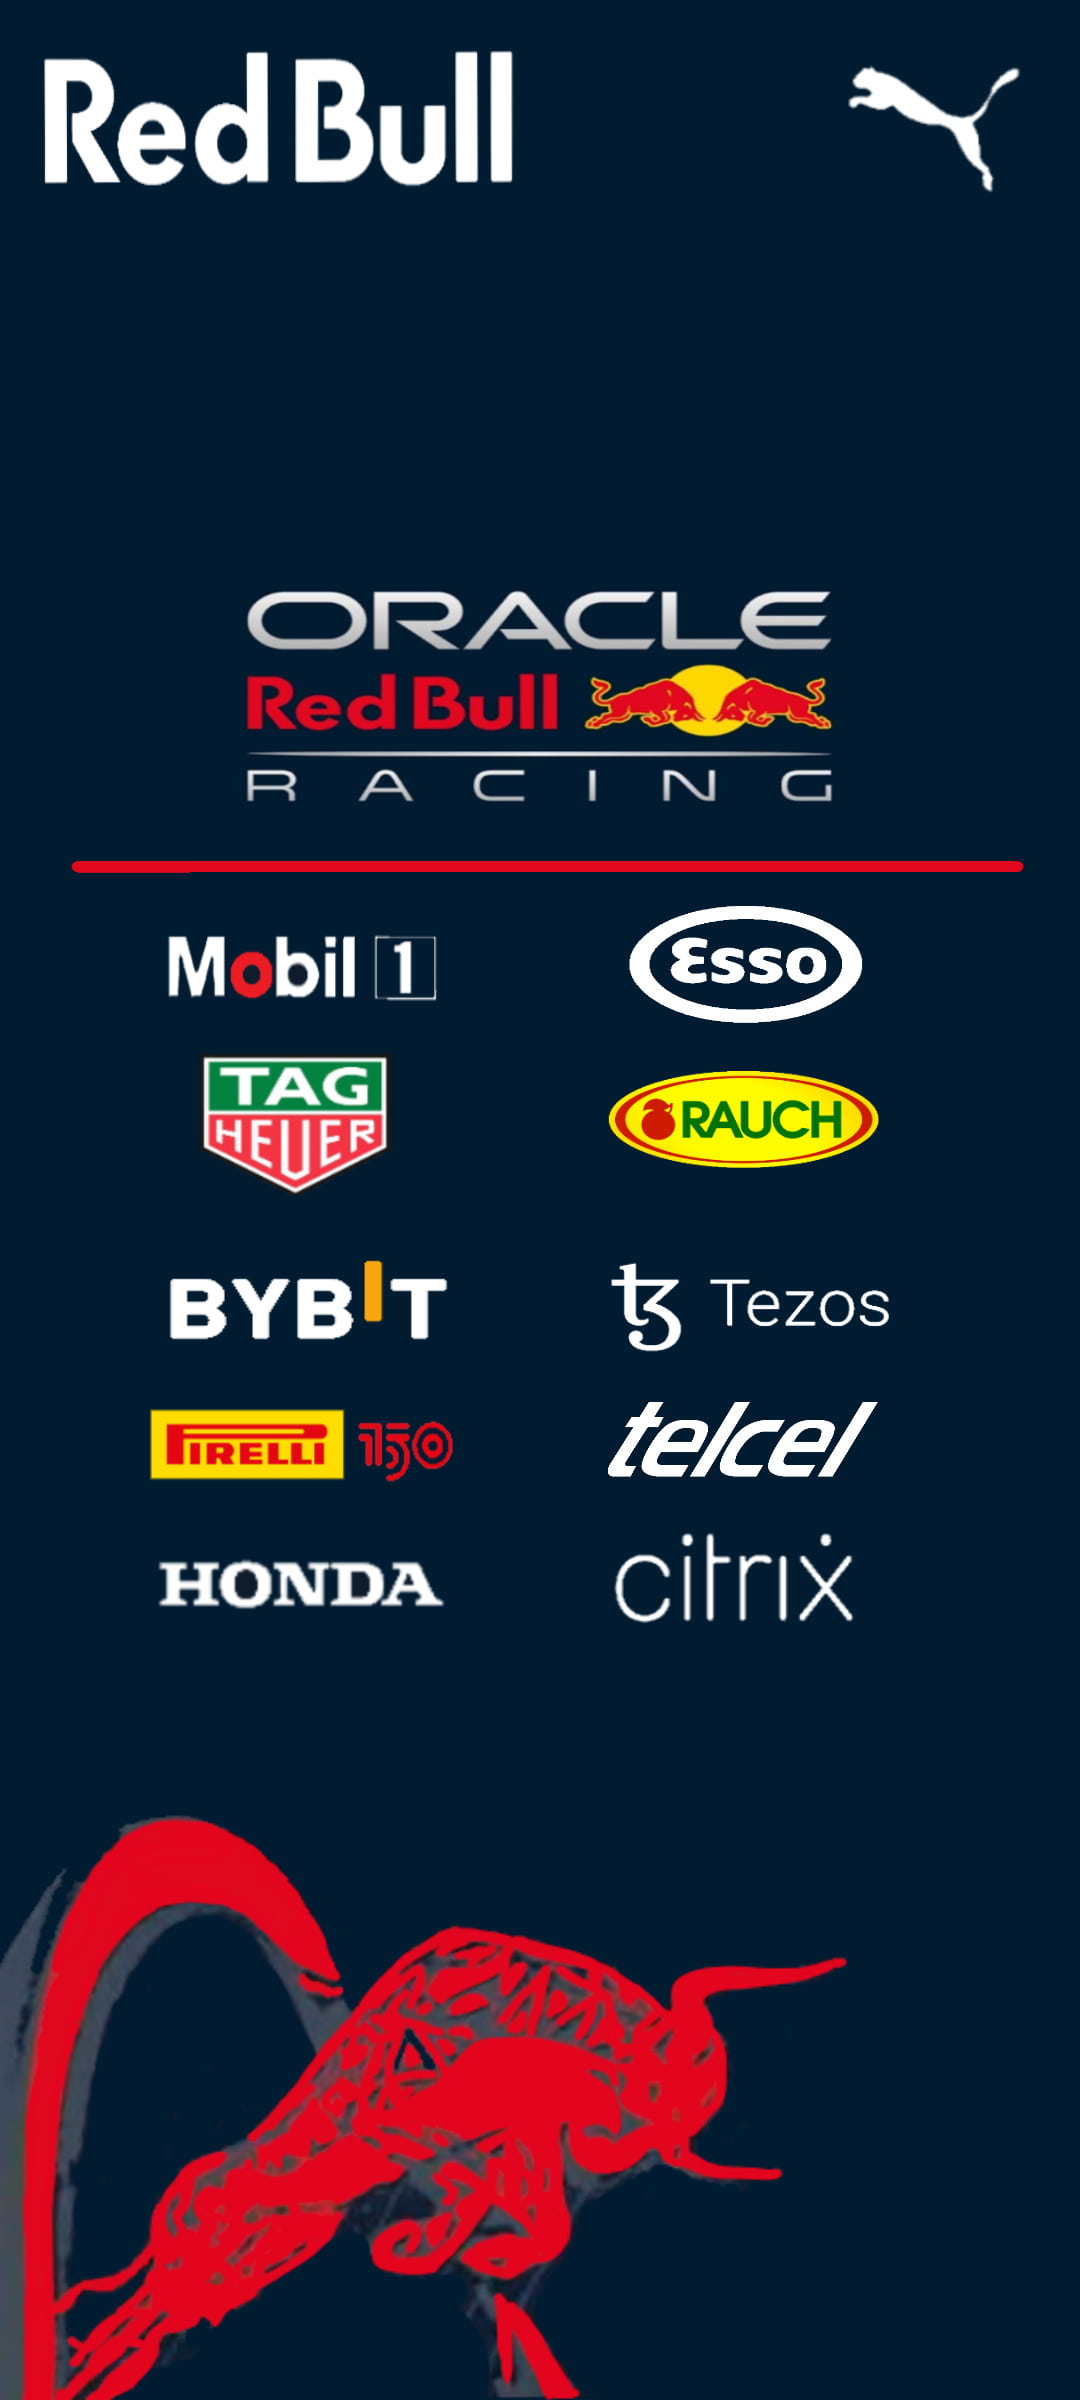 Red Bull
ORACLE
Red Bull
RACING
Mobil 1
Esso
TAG
HEUER
RAUCH
BYBIT
Tezos
PIRELLI 150
telcel
HONDA
citrix